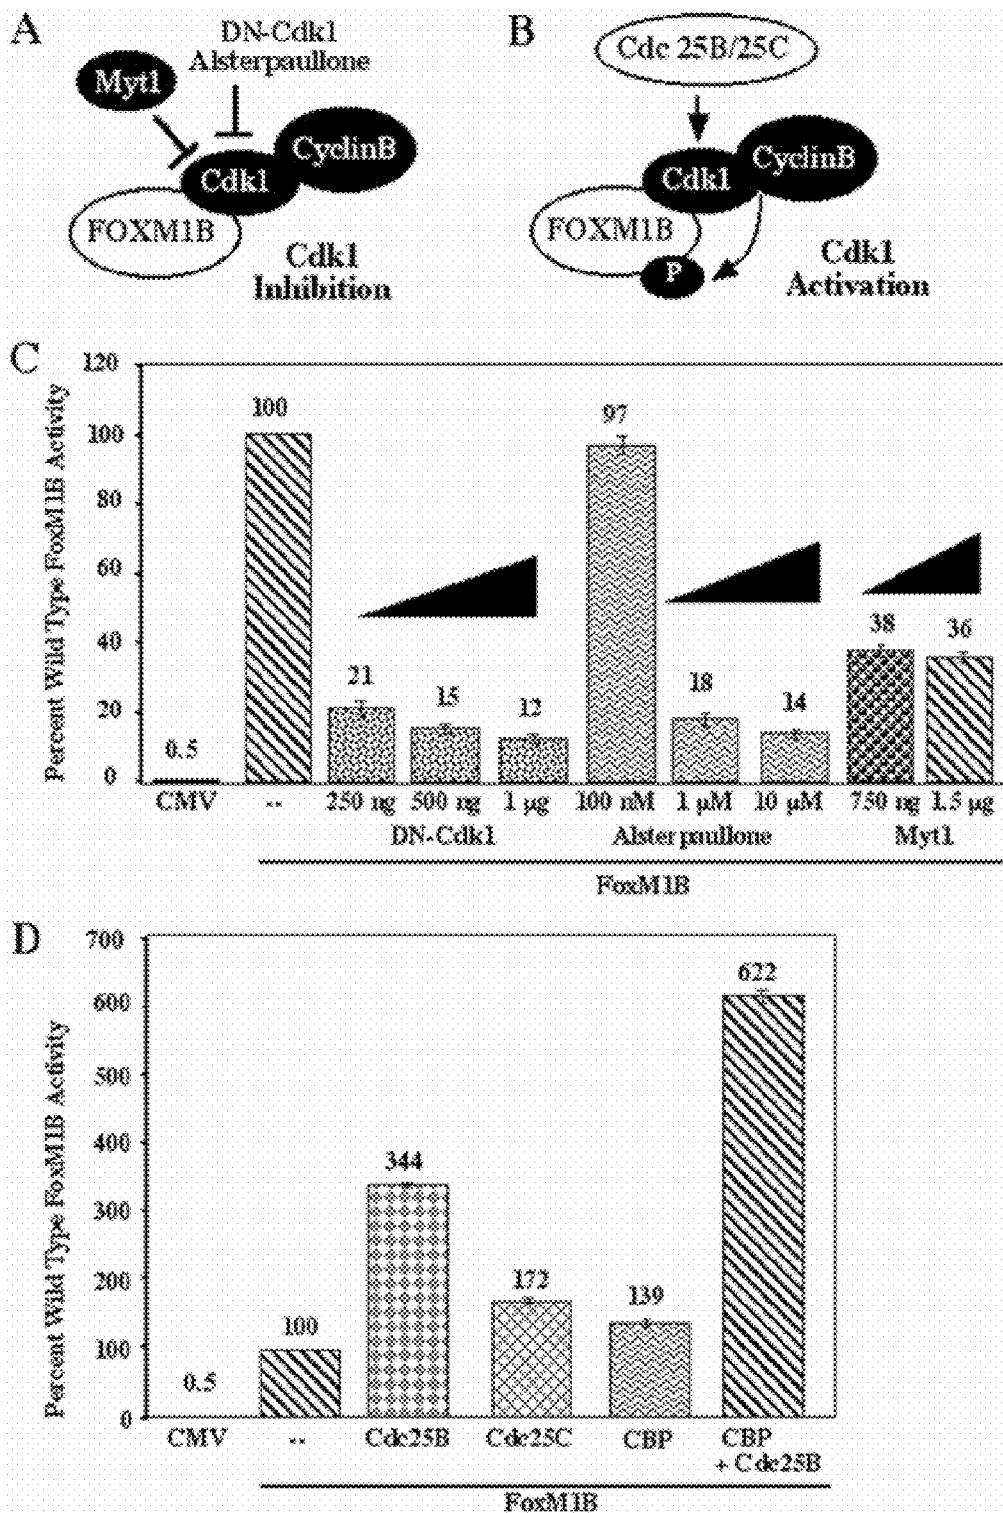 A
DN-Cdk1
Alsterpaullone
Myt1
CyclinB
Cdk1
FOXM1B
Cdk1
Inhibition
B
Cdc 25B/25C
CyclinB
Cdk1
FOXM1B
P
Cdk1
Activation
C
Percent Wild Type FoxM1B Activity
120
100
80
60
40
20
0
0.5
100
21
15
12
97
18
14
38
36
CMV -- 250 ng 500 ng 1 µg 100 nM 1 µM 10 µM 750 ng 1.5 µg
DN-Cdk1 Alsterpaullone Myt1
FoxM1B
D
Percent Wild Type FoxM1B Activity
700
600
500
400
300
200
100
0
0.5
100
344
172
139
622
CMV -- Cdc25B Cdc25C CBP CBP
+ Cdc25B
FoxM1B